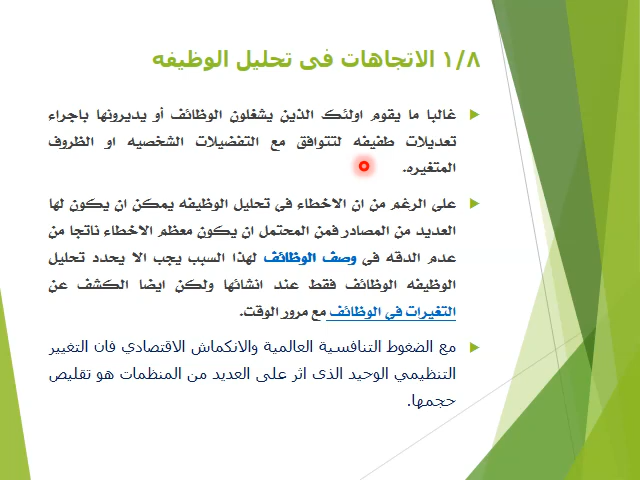 ١/٨ الاتجاهات فى تحليل الوظيفه
غالبا ما يقوم اولئك الذين يشغلون الوظائف أو يديرونها باجراء
تعديلات طفيفه لتتوافق مع التفضيلات الشخصيه او الظروف
المتغيره.
على الرغم من ان الاخطاء في تحليل الوظيفه يمكن ان يكون لها
العديد من المصادر فمن المحتمل ان يكون معظم الاخطاء ناتجا من
عدم الدقه في وصف الوظائف لهذا السبب يجب الا يحدد تحليل
الوظيفه الوظائف فقط عند انشائها ولكن ايضا الكشف عن
التغيرات في الوظائف مع مرور الوقت.
مع الضغوط التنافسية العالمية والانكماش الاقتصادي فان التغيير
التنظيمي الوحيد الذى اثر على العديد من المنظمات هو تقليص
حجمها.